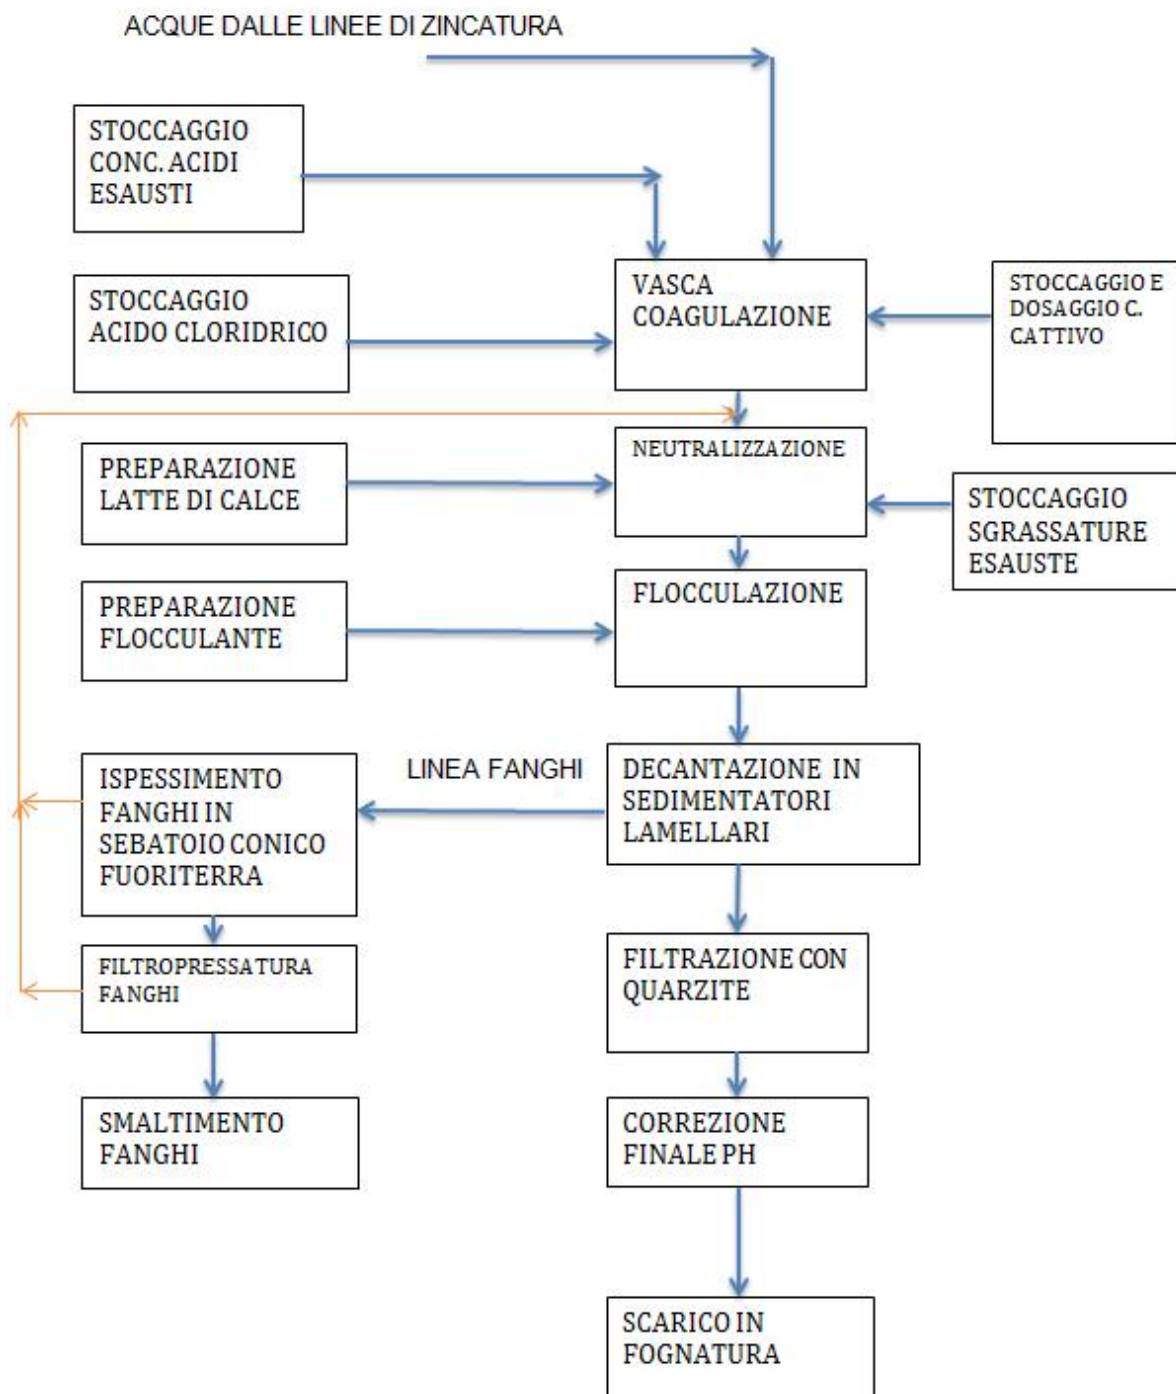 ACQUE DALLE LINEE DI ZINCATURA
STOCCAGGIO
CONC. ACIDI
ESAUSTI
STOCCAGGIO
ACIDO CLORIDRICO
VASCA
COAGULAZIONE
STOCCAGGIO E
DOSAGGIO C.
CATTIVO
PREPARAZIONE
LATTE DI CALCE
NEUTRALIZZAZIONE
STOCCAGGIO
SGRASSATURE
ESAUSTE
PREPARAZIONE
FLOCCULANTE
FLOCCULAZIONE
ISPESSIMENTO
FANGHI IN
SEBATOIO CONICO
FUORITERRA
LINEA FANGHI
DECANTAZIONE IN
SEDIMENTATORI
LAMELLARI
FILTROPRESSATURA
FANGHI
FILTRAZIONE CON
QUARZITE
SMALTIMENTO
FANGHI
CORREZIONE
FINALE PH
SCARICO IN
FOGNATURA